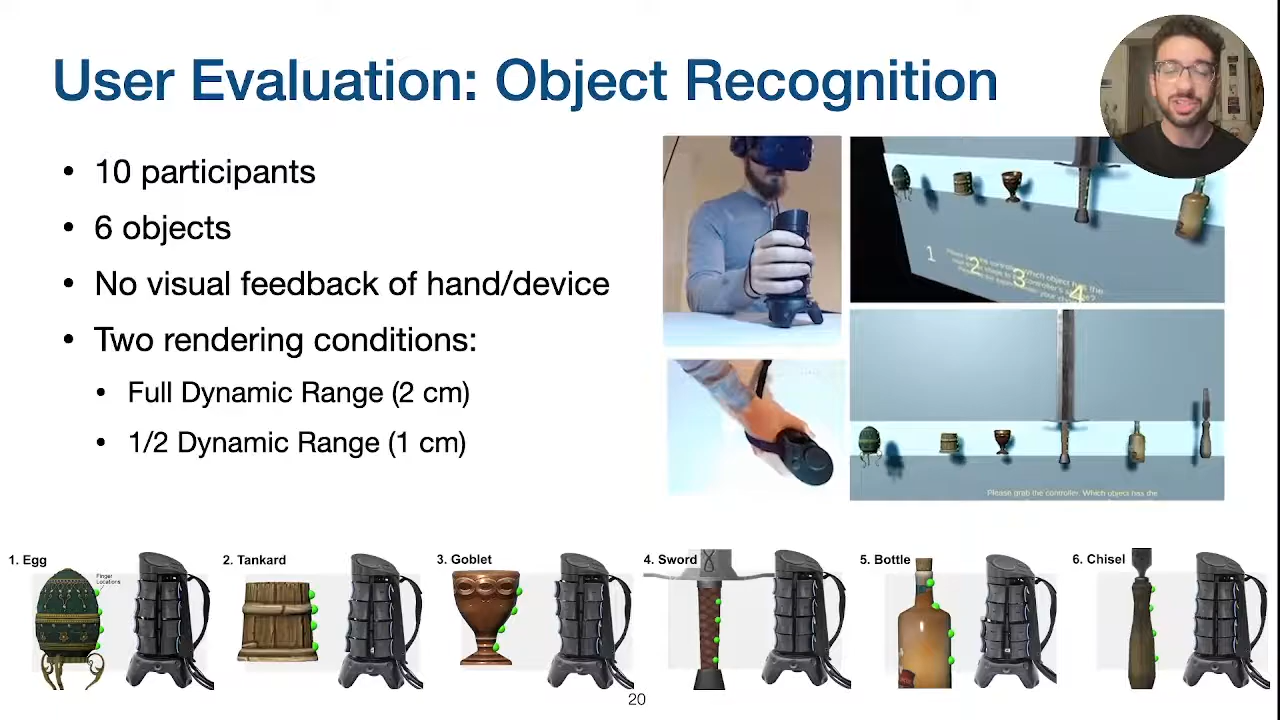 User Evaluation: Object Recognition
• 10 participants
• 6 objects
• No visual feedback of hand/device
• Two rendering conditions:
• Full Dynamic Range (2 cm)
• 1/2 Dynamic Range (1 cm)
1 2 3 4
Please grab the controller. Which object has the
1. Egg
Finger
Locations
2. Tankard
3. Goblet
4. Sword
5. Bottle
6. Chisel
20